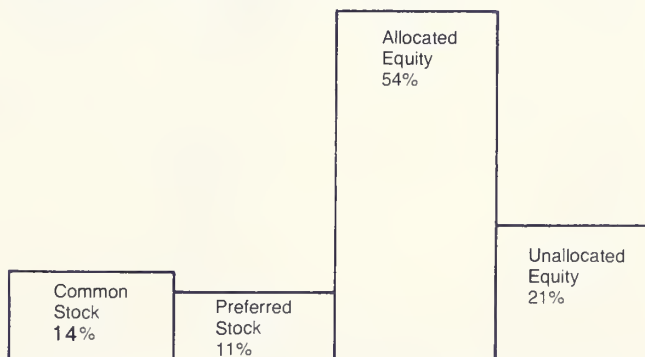 Common
Stock
14%
Preferred
Stock
11%
Allocated
Equity
54%
Unallocated
Equity
21%